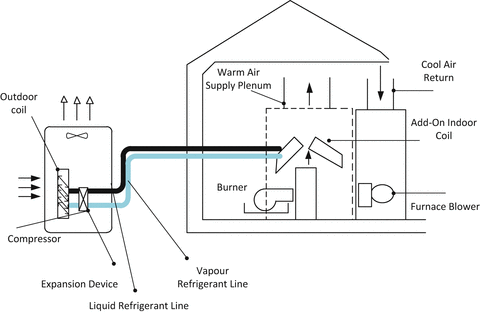 Warm Air
Supply Plenum
Cool Air
Return
Outdoor
coil
Add-On Indoor
Coil
Burner
Furnace Blower
Compressor
Expansion Device
Vapour
Refrigerant Line
Liquid Refrigerant Line